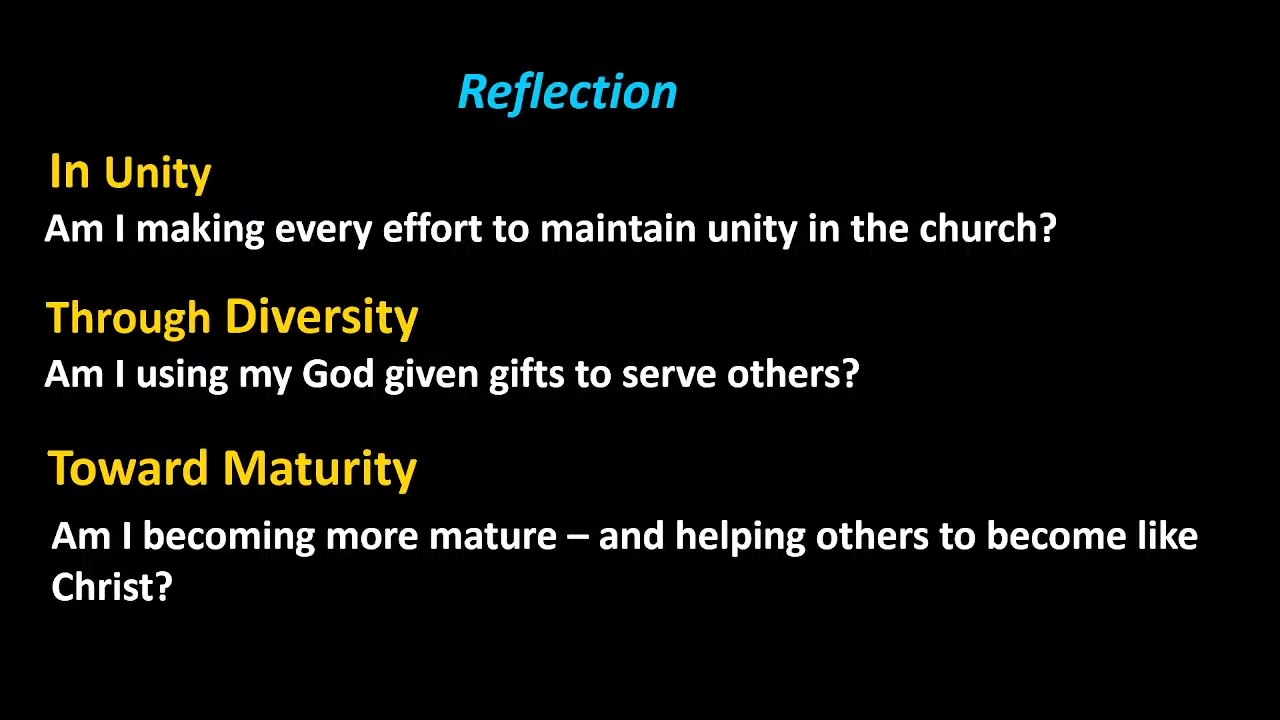 Reflection
In Unity
Am I making every effort to maintain unity in the church?
Through Diversity
Am I using my God given gifts to serve others?
Toward Maturity
Am I becoming more mature – and helping others to become like
Christ?